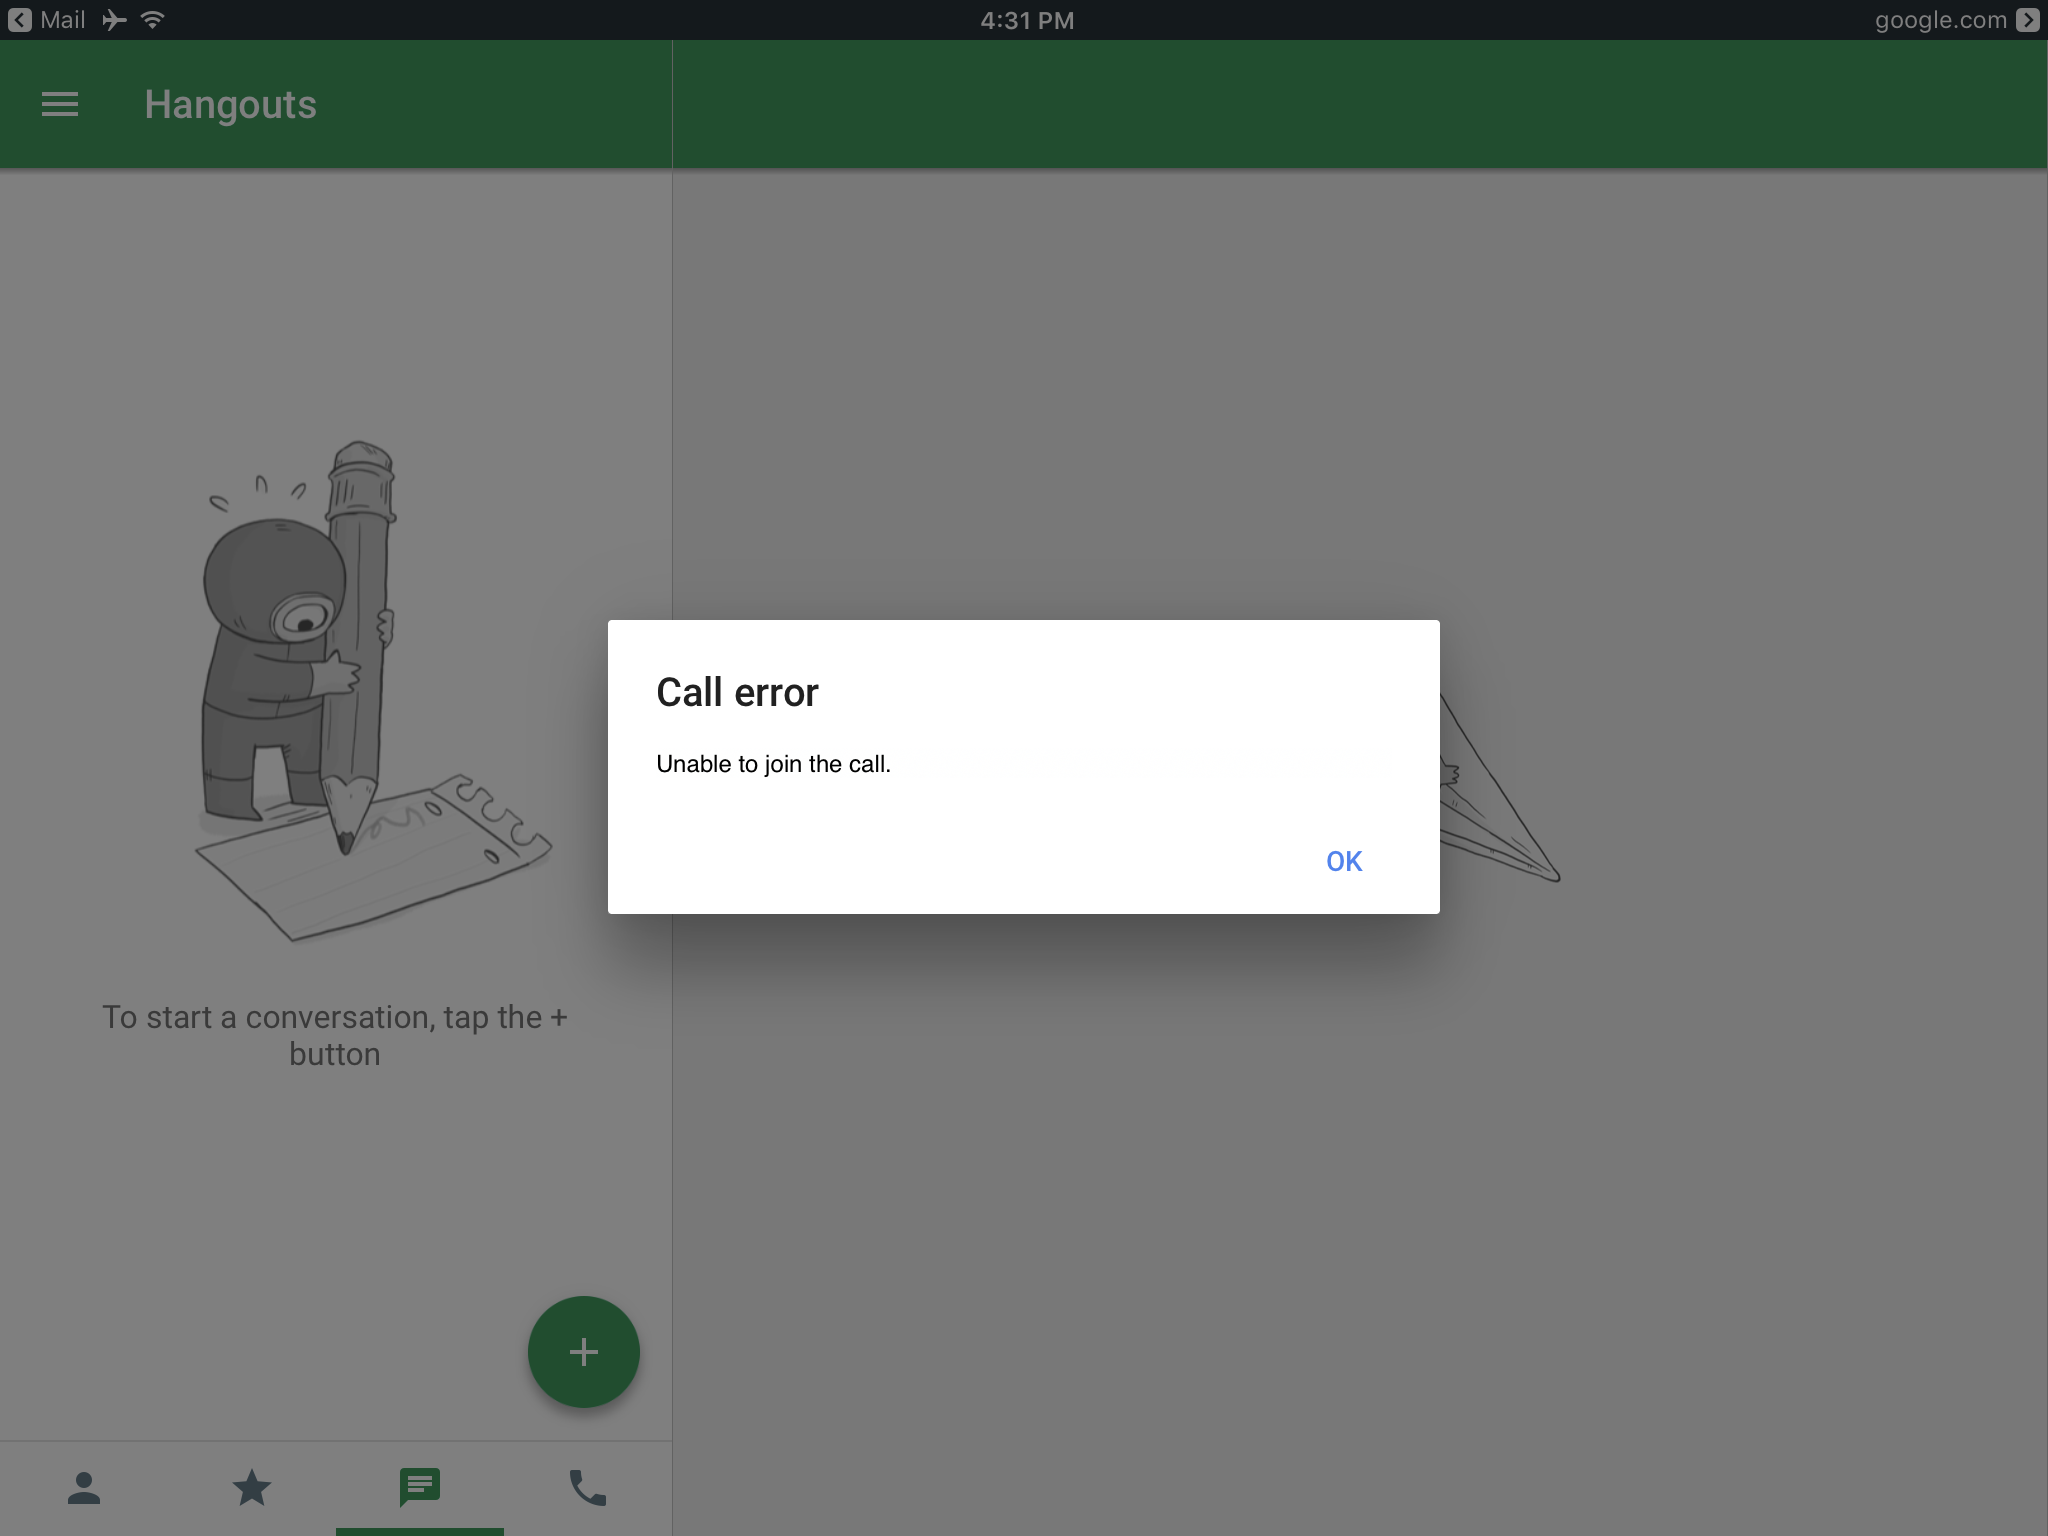 Mail
4:31 PM
google.com
Hangouts
Call error
Unable to join the call.
OK
To start a conversation, tap the +
button